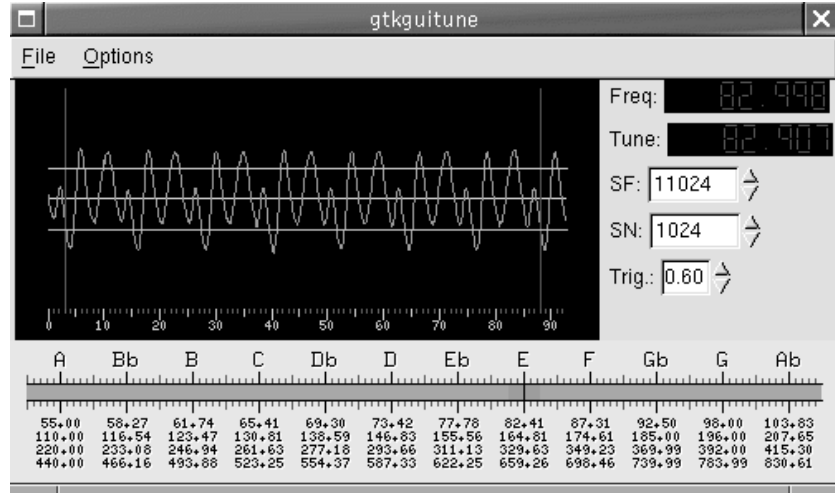 gtkguitune
File Options
Freq: 82.998
Tune: 82.907
SF: 11024
SN: 1024
Trig.: 0.60
0 10 20 30 40 50 60 70 80 90
A Bb B C Db D Eb E F Gb G Ab
55.00 58.27 61.74 65.41 69.30 73.42 77.78 82.41 87.31 92.50 98.00 103.83
110.00 116.54 123.47 130.81 138.59 146.83 155.56 164.81 174.61 185.00 196.00 207.65
220.00 233.08 246.94 261.63 277.18 293.66 311.13 329.63 349.23 369.99 392.00 415.30
440.00 466.16 493.88 523.25 554.37 587.33 622.25 659.26 698.46 739.99 783.99 830.61